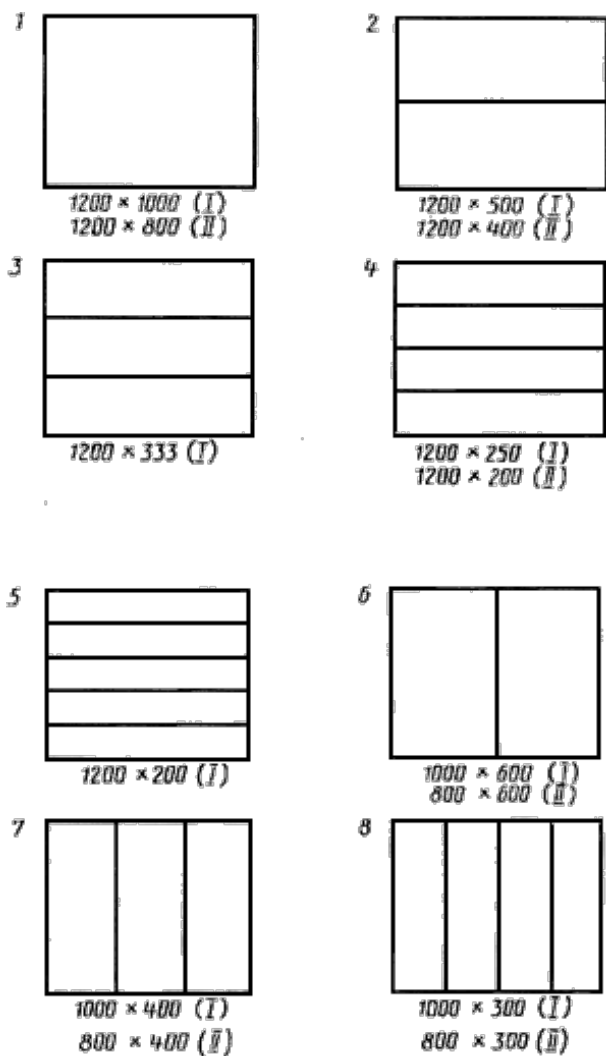 1
2
1200 × 1000 (I)
1200 × 800 (II)
1200 × 500 (I)
1200 × 400 (II)
3
4
1200 × 333 (I)
1200 × 250 (I)
1200 × 200 (II)
5
6
1200 × 200 (I)
1000 × 600 (I)
800 × 600 (II)
7
8
1000 × 400 (I)
800 × 400 (II)
1000 × 300 (I)
800 × 300 (II)